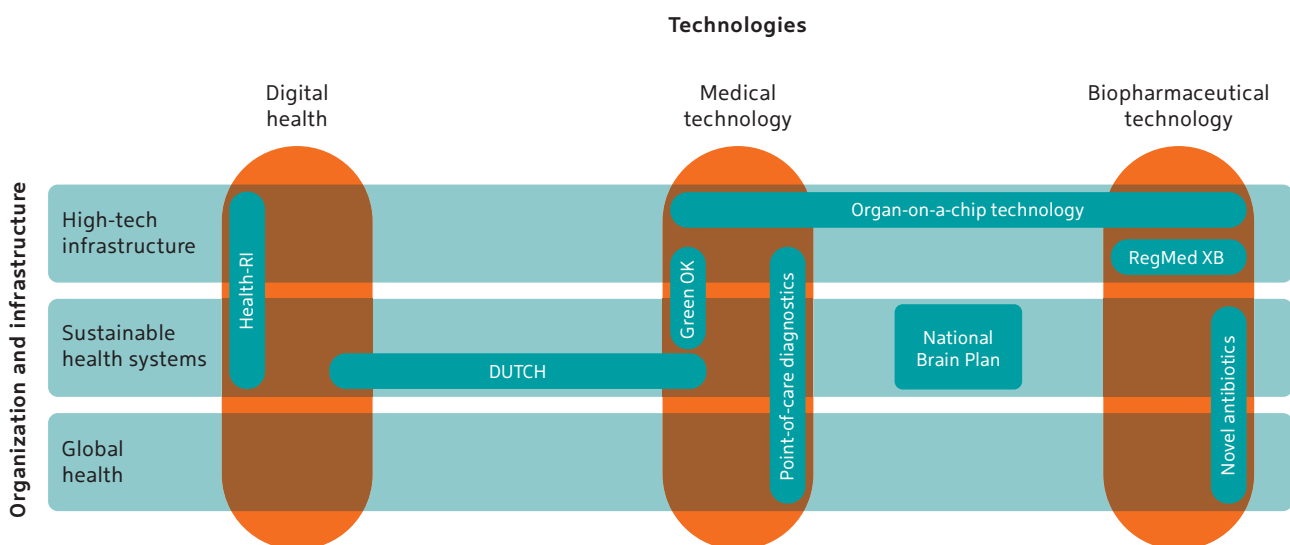 Technologies
Digital
health
Medical
technology
Biopharmaceutical
technology
Organization and infrastructure
High-tech
infrastructure
Organ-on-a-chip technology
RegMed XB
Health-RI
Green OK
Point-of-care diagnostics
Sustainable
health systems
National
Brain Plan
DUTCH
Novel antibiotics
Global
health